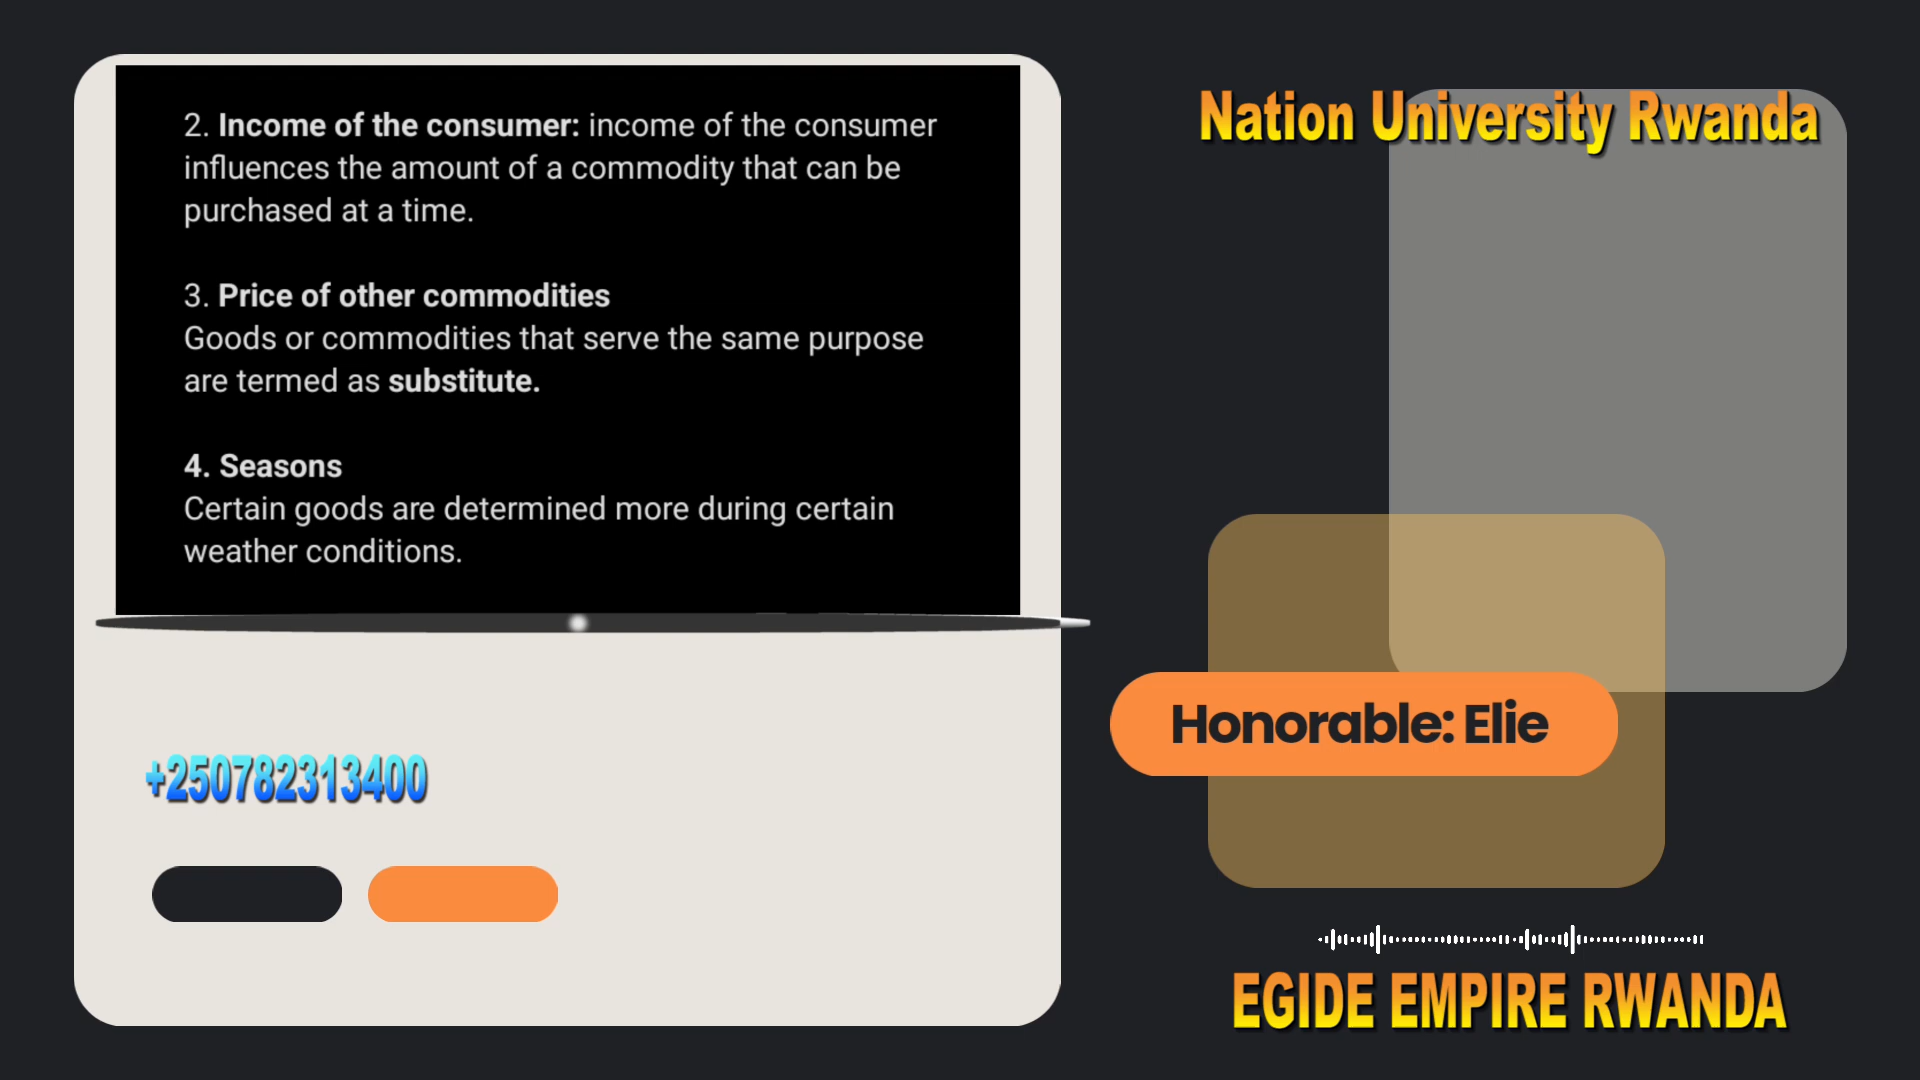 2. Income of the consumer: income of the consumer
influences the amount of a commodity that can be
purchased at a time.
3. Price of other commodities
Goods or commodities that serve the same purpose
are termed as substitute.
4. Seasons
Certain goods are determined more during certain
weather conditions.
+250782313400
Nation University Rwanda
Honorable: Elie
EGIDE EMPIRE RWANDA